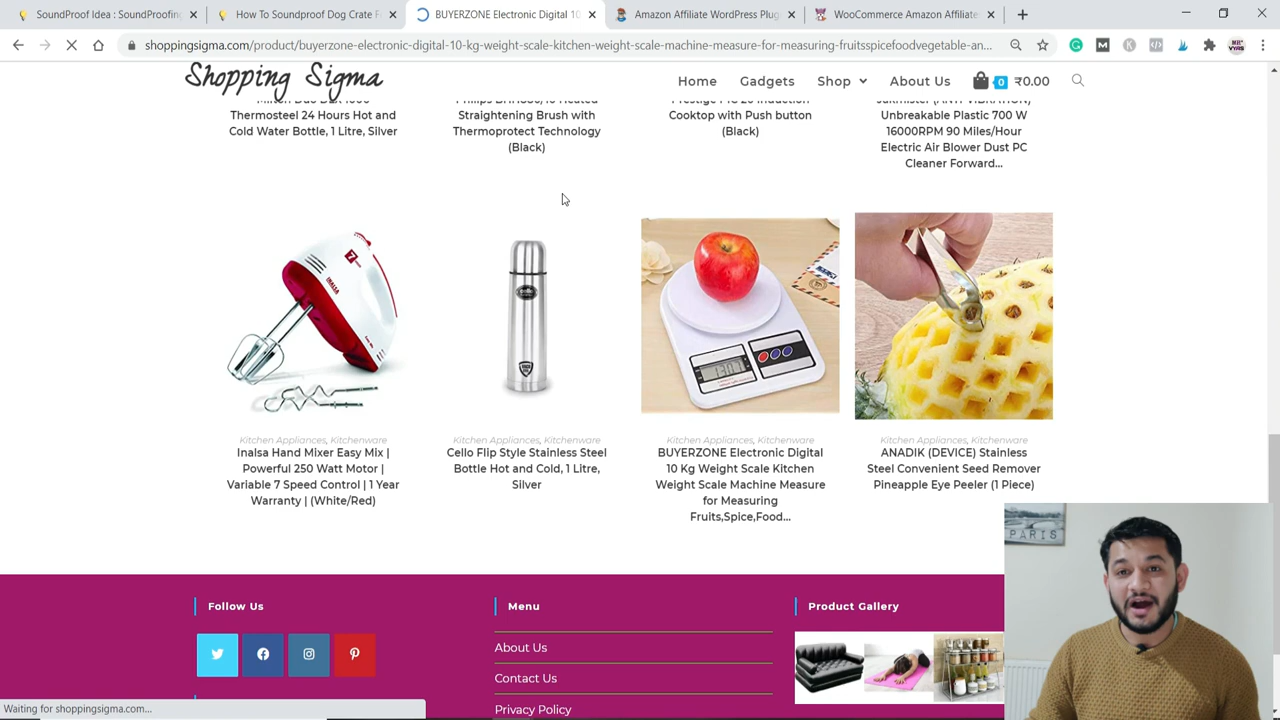 SoundProof Idea : SoundProofing
How To Soundproof Dog Crate F
BUYERZONE Electronic Digital 10
Amazon Affiliate WordPress Plug
WooCommerce Amazon Affiliate
shoppingsigma.com/product/buyerzone-electronic-digital-10-kg-weight-scale-kitchen-weight-scale-machine-measure-for-measuring-fruitsspicefoodvegetable-an...
Shopping Sigma
Home
Gadgets
Shop
About Us
0
₹0.00
Thermosteel 24 Hours Hot and
Cold Water Bottle, 1 Litre, Silver
Straightening Brush with
Thermoprotect Technology
(Black)
Cooktop with Push button
(Black)
Unbreakable Plastic 700 W
16000RPM 90 Miles/Hour
Electric Air Blower Dust PC
Cleaner Forward...
Kitchen Appliances, Kitchenware
Inalsa Hand Mixer Easy Mix |
Powerful 250 Watt Motor |
Variable 7 Speed Control | 1 Year
Warranty | (White/Red)
Kitchen Appliances, Kitchenware
Cello Flip Style Stainless Steel
Bottle Hot and Cold, 1 Litre,
Silver
Kitchen Appliances, Kitchenware
BUYERZONE Electronic Digital
10 Kg Weight Scale Kitchen
Weight Scale Machine Measure
for Measuring
Fruits,Spice,Food...
Kitchen Appliances, Kitchenware
ANADIK (DEVICE) Stainless
Steel Convenient Seed Remover
Pineapple Eye Peeler (1 Piece)
PARIS
Follow Us
Menu
About Us
Contact Us
Privacy Policy
Product Gallery
Waiting for shoppingsigma.com...